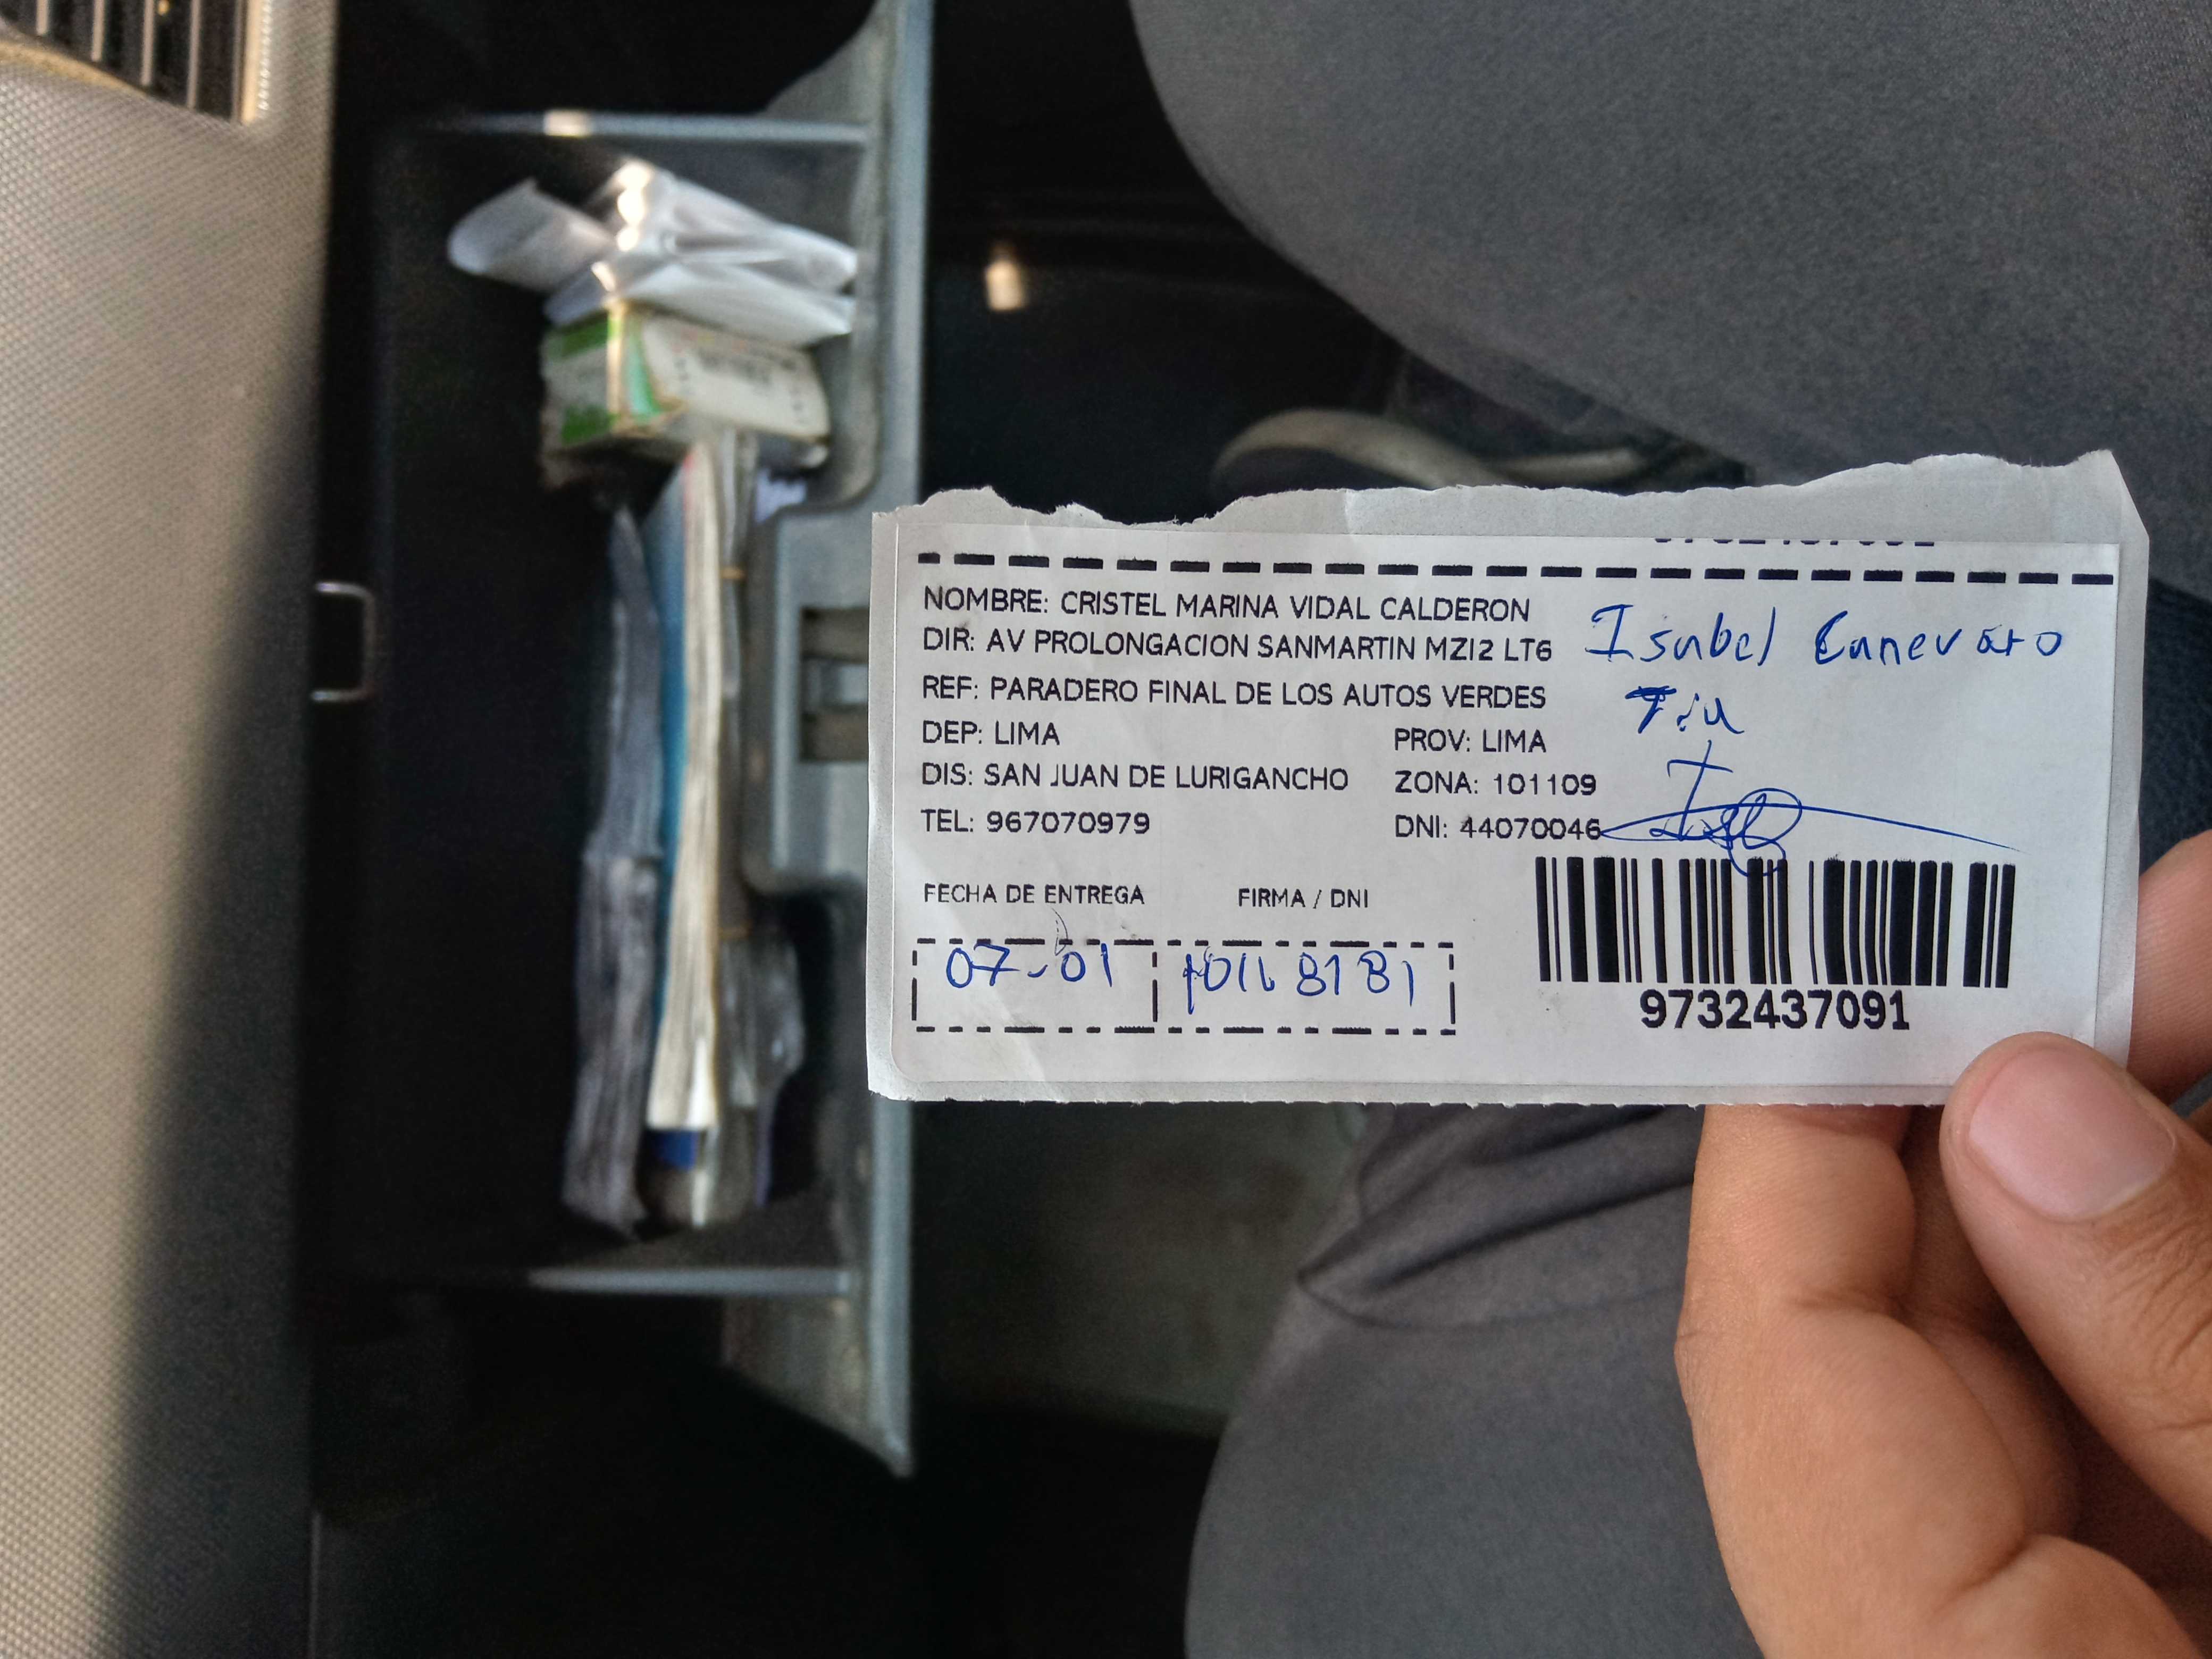 NOMBRE: CRISTEL MARINA VIDAL CALDERON
DIR: AV PROLONGACION SANMARTIN MZI2 LT6
Isabel Canevaro
REF: PARADERO FINAL DE LOS AUTOS VERDES
Tia
DEP: LIMA PROV: LIMA
DIS: SAN JUAN DE LURIGANCHO ZONA: 101109
TEL: 967070979 DNI: 44070046
FECHA DE ENTREGA FIRMA / DNI
07-01
9732437091